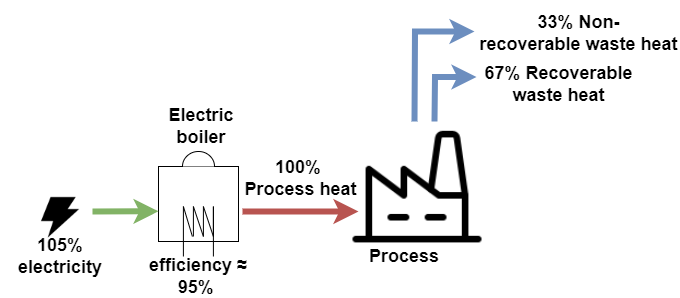 33% Non-
recoverable waste heat
67% Recoverable
waste heat
Electric
boiler
100%
Process heat
105%
electricity
efficiency ≈
95%
Process